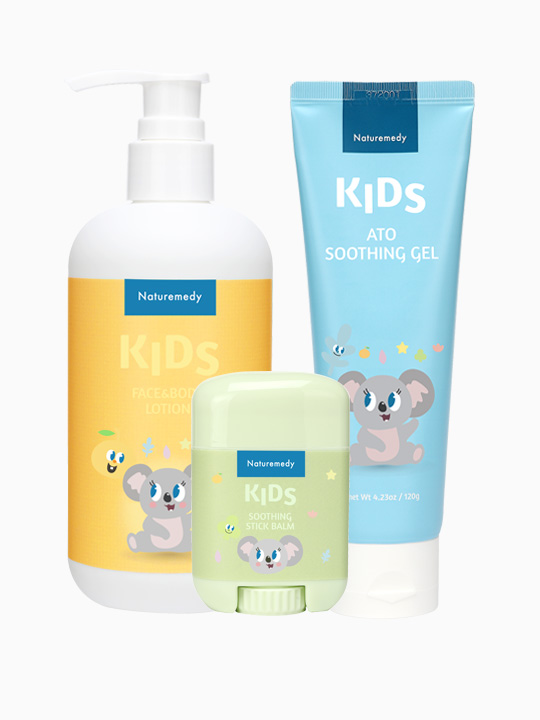 Naturemedy
KIDS
FACE&BODY
LOTION
Naturemedy
KIDS
SOOTHING
STICK BALM
Naturemedy
KIDS
ATO
SOOTHING GEL
Net Wt 4.23oz / 120g